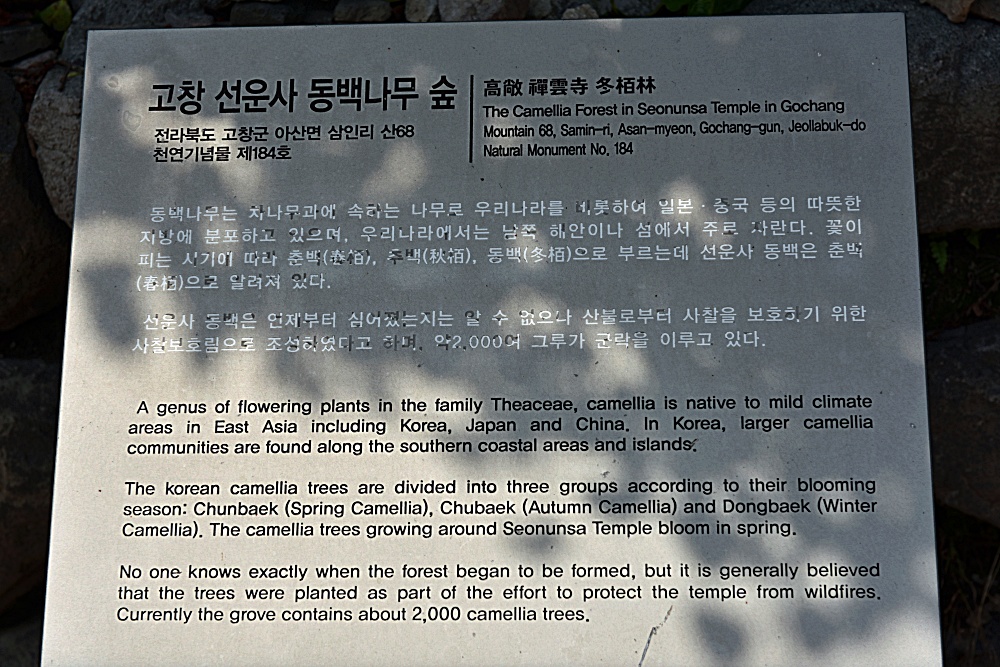 고창 선운사 동백나무 숲
전라북도 고창군 아산면 삼인리 산68
천연기념물 제184호
高敞 禪雲寺 冬栢林
The Camellia Forest in Seonunsa Temple in Gochang
Mountain 68, Samin-ri, Asan-myeon, Gochang-gun, Jeollabuk-do
Natural Monument No. 184
동백나무는 차나무과에 속하는 나무로 우리나라를 비롯하여 일본·중국 등의 따뜻한
지방에 분포하고 있으며, 우리나라에서는 남쪽 해안이나 섬에서 주로 자란다. 꽃이
피는 시기에 따라 춘백(春栢), 추백(秋栢), 동백(冬栢)으로 부르는데 선운사 동백은 춘백
(春栢)으로 알려져 있다.
선운사 동백은 언제부터 심어졌는지는 알 수 없으나 산불로부터 사찰을 보호하기 위한
사찰보호림으로 조성하였다고 하며, 약2,000여 그루가 군락을 이루고 있다.
A genus of flowering plants in the family Theaceae, camellia is native to mild climate
areas in East Asia including Korea, Japan and China. In Korea, larger camellia
communities are found along the southern coastal areas and islands.
The korean camellia trees are divided into three groups according to their blooming
season: Chunbaek (Spring Camellia), Chubaek (Autumn Camellia) and Dongbaek (Winter
Camellia). The camellia trees growing around Seonunsa Temple bloom in spring.
No one knows exactly when the forest began to be formed, but it is generally believed
that the trees were planted as part of the effort to protect the temple from wildfires.
Currently the grove contains about 2,000 camellia trees.